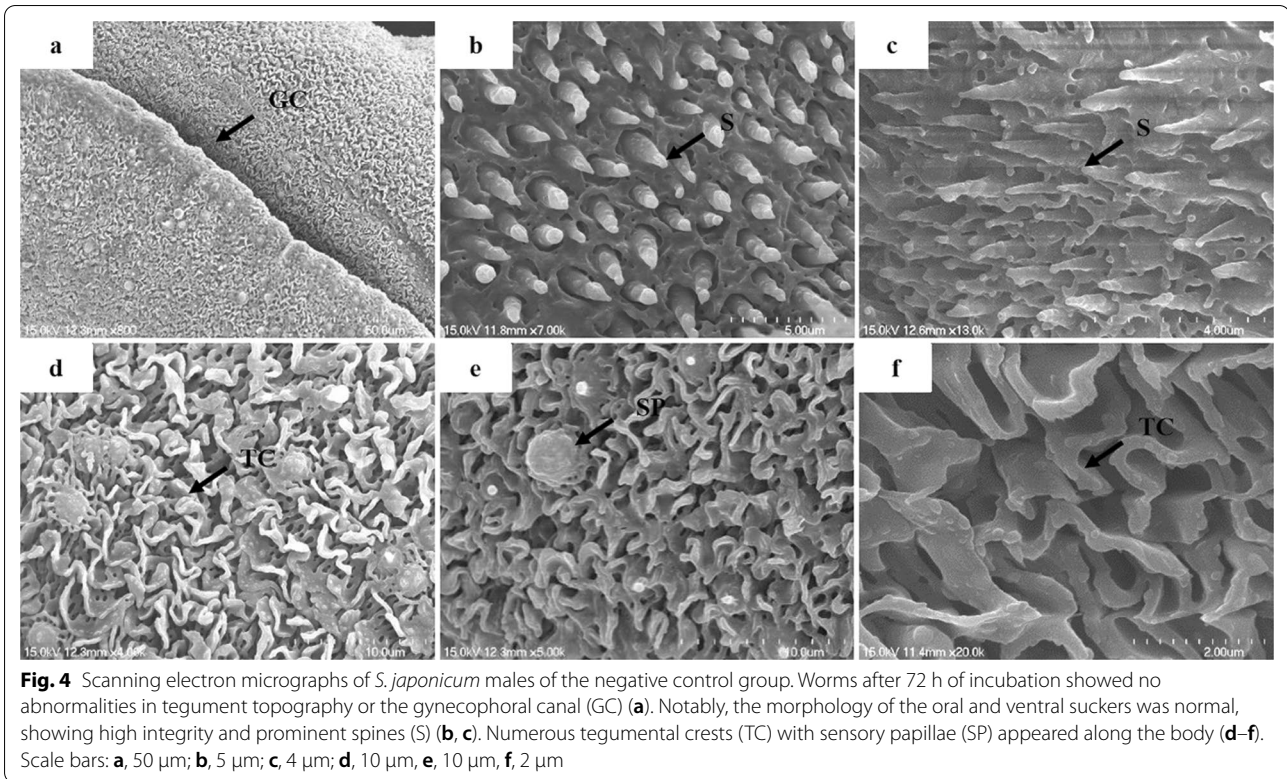 a
b
c
GC
S
S
15.0kV 12.3mm x800
50.0um
15.0kV 11.8mm x7.00k
5.00um
15.0kV 12.6mm x13.0k
4.00um
d
e
f
TC
SP
TC
15.0kV 12.3mm x4.00k
10.0um
15.0kV 12.3mm x5.00k
10.0um
15.0kV 11.4mm x20.0k
2.00um
Fig. 4 Scanning electron micrographs of S. japonicum males of the negative control group. Worms after 72 h of incubation showed no
abnormalities in tegument topography or the gynecophoral canal (GC) (a). Notably, the morphology of the oral and ventral suckers was normal,
showing high integrity and prominent spines (S) (b, c). Numerous tegumental crests (TC) with sensory papillae (SP) appeared along the body (d–f).
Scale bars: a, 50 μm; b, 5 μm; c, 4 μm; d, 10 μm, e, 10 μm, f, 2 μm